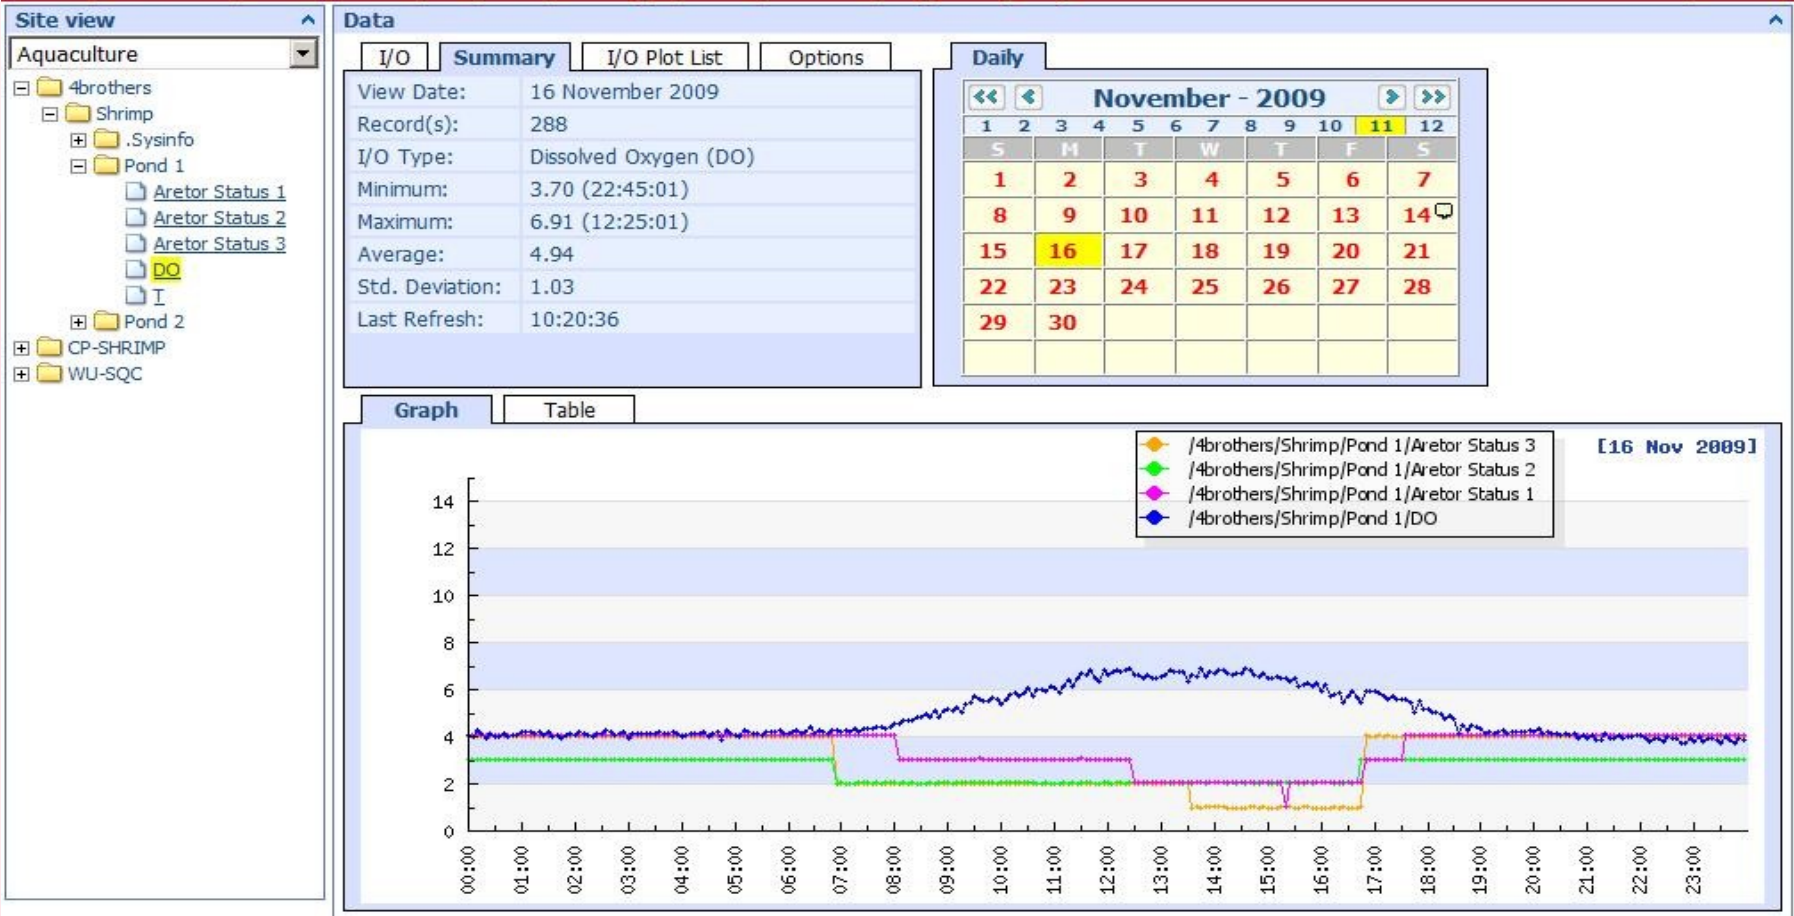 Site view
Aquaculture
4brothers
Shrimp
.Sysinfo
Pond 1
Aretor Status 1
Aretor Status 2
Aretor Status 3
DO
T
Pond 2
CP-SHRIMP
WU-SQC
Data
I/O Summary I/O Plot List Options
View Date: 16 November 2009
Record(s): 288
I/O Type: Dissolved Oxygen (DO)
Minimum: 3.70 (22:45:01)
Maximum: 6.91 (12:25:01)
Average: 4.94
Std. Deviation: 1.03
Last Refresh: 10:20:36
Daily
<< < November - 2009 > >>
1 2 3 4 5 6 7 8 9 10 11 12
S M T W T F S
1 2 3 4 5 6 7
8 9 10 11 12 13 14
15 16 17 18 19 20 21
22 23 24 25 26 27 28
29 30
Graph Table
/4brothers/Shrimp/Pond 1/Aretor Status 3
/4brothers/Shrimp/Pond 1/Aretor Status 2
/4brothers/Shrimp/Pond 1/Aretor Status 1
/4brothers/Shrimp/Pond 1/DO
[16 Nov 2009]
14
12
10
8
6
4
2
0
00:00 01:00 02:00 03:00 04:00 05:00 06:00 07:00 08:00 09:00 10:00 11:00 12:00 13:00 14:00 15:00 16:00 17:00 18:00 19:00 20:00 21:00 22:00 23:00